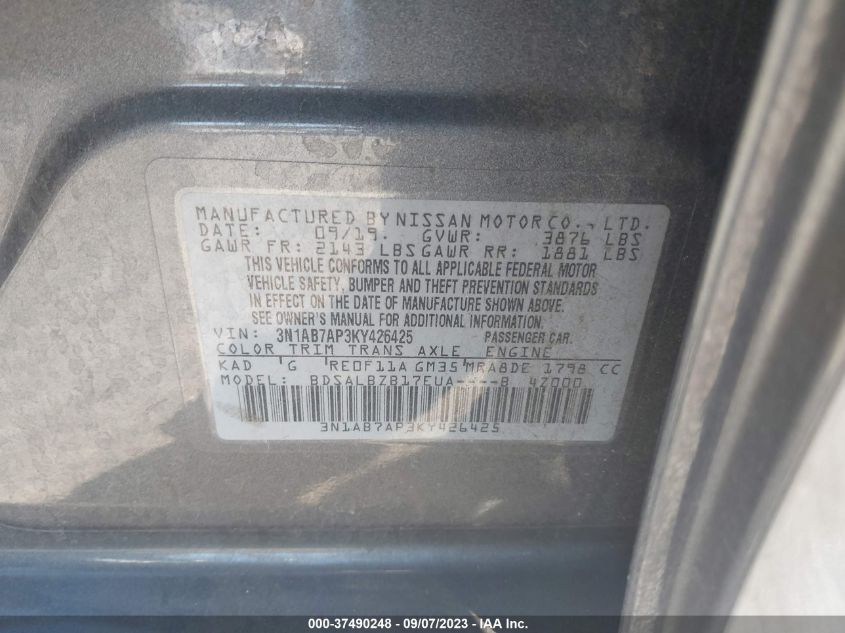 MANUFACTURED BY NISSAN MOTOR CO., LTD.
DATE: 09/19. GVWR: 3876 LBS
GAWR FR: 2143 LBS GAWR RR: 1881 LBS
THIS VEHICLE CONFORMS TO ALL APPLICABLE FEDERAL MOTOR
VEHICLE SAFETY, BUMPER AND THEFT PREVENTION STANDARDS
IN EFFECT ON THE DATE OF MANUFACTURE SHOWN ABOVE.
SEE OWNER'S MANUAL FOR ADDITIONAL INFORMATION.
VIN: 3N1AB7AP3KY426425 PASSENGER CAR.
COLOR TRIM TRANS AXLE ENGINE
KAD G RE0F11A GM35 MRA8DE 1798 CC
MODEL: BDSALBZB17EUA----B 4Z000
3N1AB7AP3KY426425
000-37490248 - 09/07/2023 - IAA Inc.